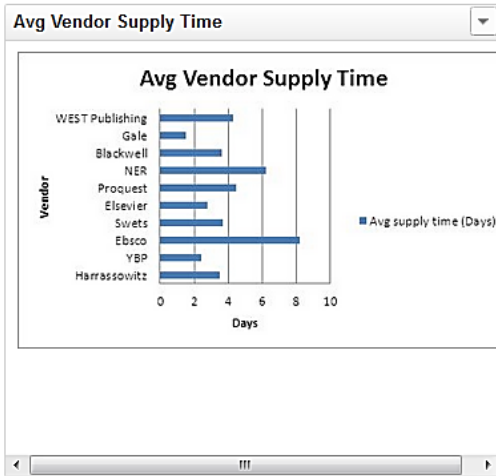 Avg Vendor Supply Time
Avg Vendor Supply Time
WEST Publishing
Gale
Blackwell
NER
Proquest
Elsevier
Swets
Ebsco
YBP
Harrassowitz
Vendor
Avg supply time (Days)
0 2 4 6 8 10
Days